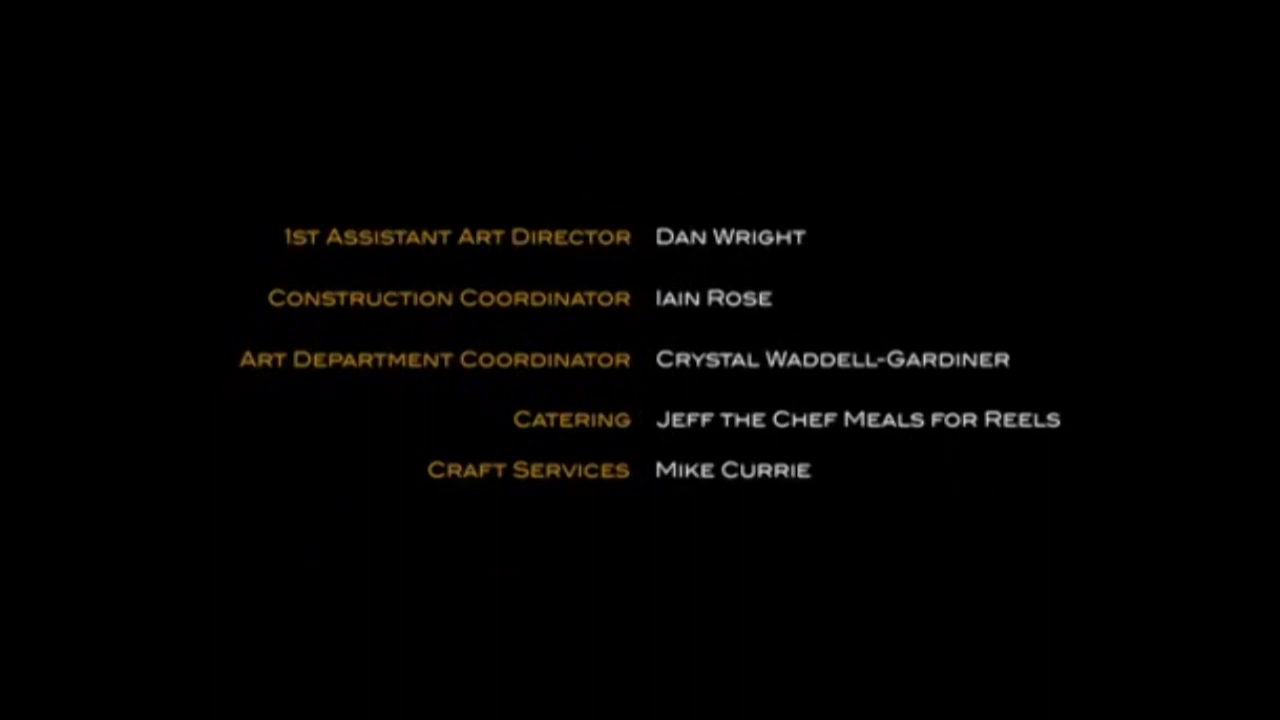 1st Assistant Art Director Dan Wright
Construction Coordinator Iain Rose
Art Department Coordinator Crystal Waddell-Gardiner
Catering Jeff the Chef Meals for Reels
Craft Services Mike Currie